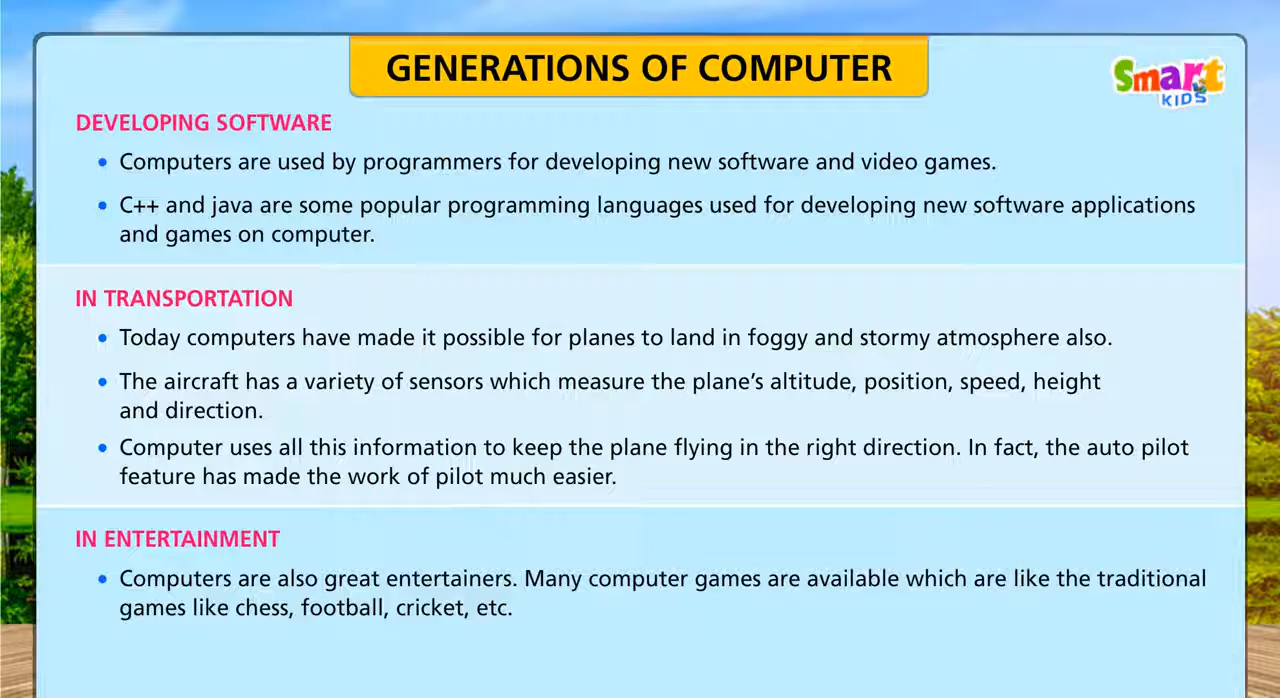 GENERATIONS OF COMPUTER
Smart
KIDS
DEVELOPING SOFTWARE
• Computers are used by programmers for developing new software and video games.
• C++ and java are some popular programming languages used for developing new software applications
and games on computer.
IN TRANSPORTATION
• Today computers have made it possible for planes to land in foggy and stormy atmosphere also.
• The aircraft has a variety of sensors which measure the plane’s altitude, position, speed, height
and direction.
• Computer uses all this information to keep the plane flying in the right direction. In fact, the auto pilot
feature has made the work of pilot much easier.
IN ENTERTAINMENT
• Computers are also great entertainers. Many computer games are available which are like the traditional
games like chess, football, cricket, etc.